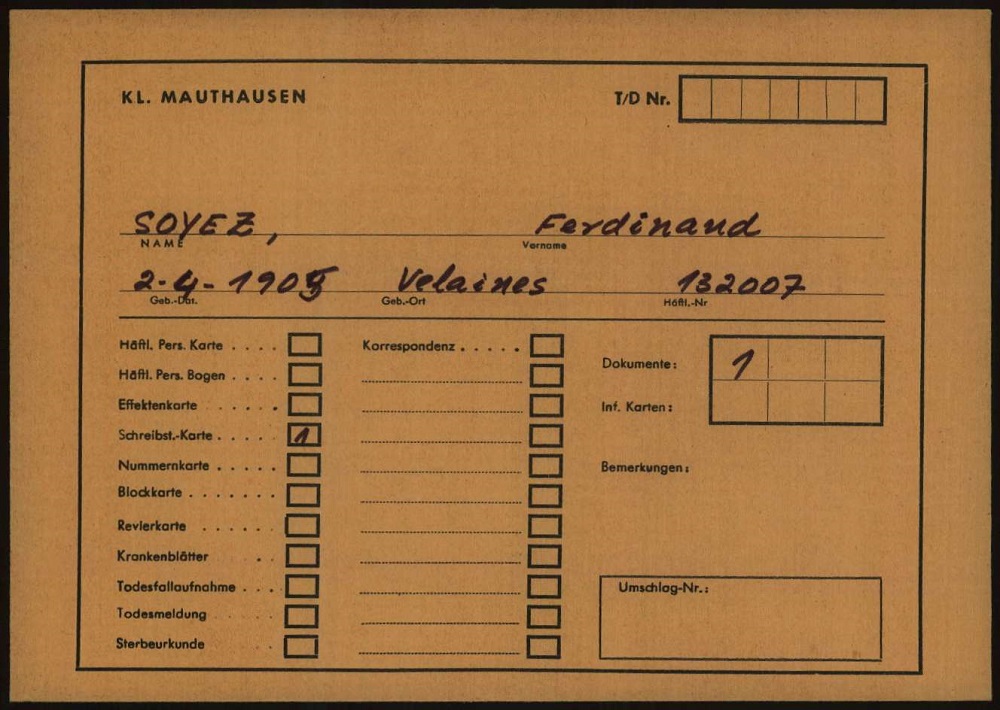 KL. MAUTHAUSEN T/D Nr.
SOYEZ, Ferdinand
NAME Vorname
2-4-1905 Velaines 132007
Geb.-Dat. Geb.-Ort Häftl.-Nr
Häftl. Pers. Karte . . . . Korrespondenz . . . . .
Dokumente: 1
Häftl. Pers. Bogen . . . .
Effektenkarte . . . . . Inf. Karten:
Schreibst.-Karte . . . . . 1
Nummernkarte . . . . . Bemerkungen:
Blockkarte . . . . . . .
Revierkarte . . . . .
Krankenblätter .
Todesfallaufnahme . . . Umschlag-Nr.:
Todesmeldung
Sterbeurkunde